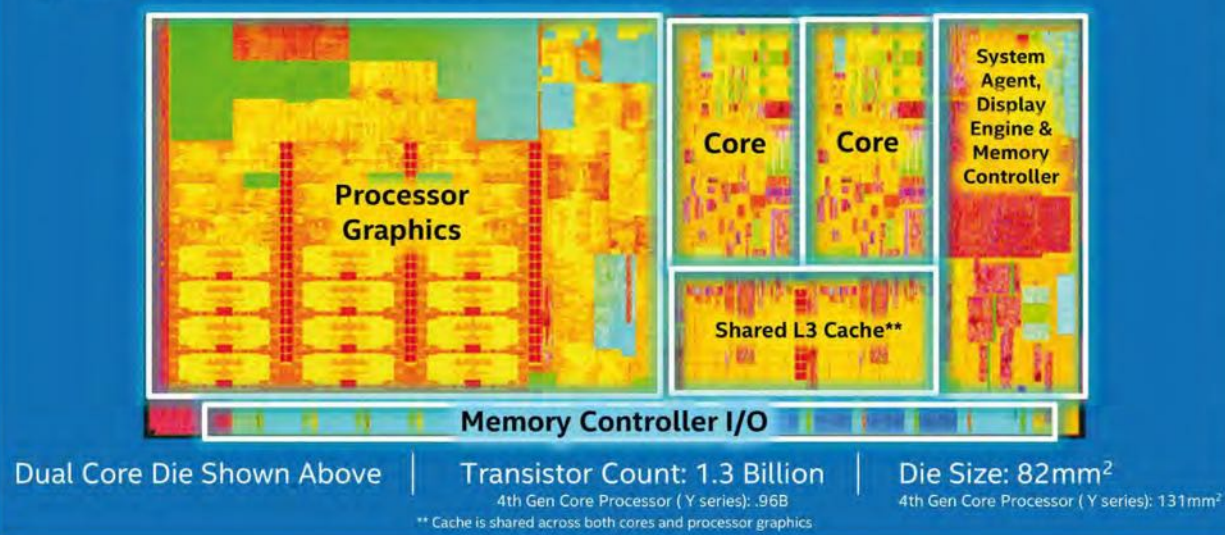 Processor
Graphics
Core
Core
System
Agent,
Display
Engine &
Memory
Controller
Shared L3 Cache**
Memory Controller I/O
Dual Core Die Shown Above
Transistor Count: 1.3 Billion
4th Gen Core Processor ( Y series): .96B
Die Size: 82mm²
4th Gen Core Processor ( Y series): 131mm²
** Cache is shared across both cores and processor graphics